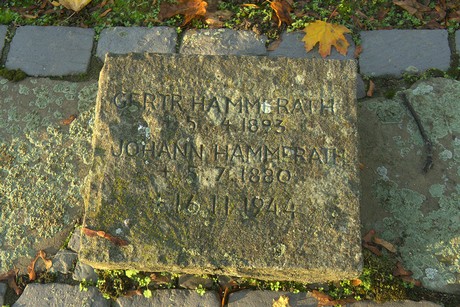 GERTR. HAMMERATH
* 5.4.1893
JOHANN HAMMERATH
* 5.7.1880
+ 16.11.1944